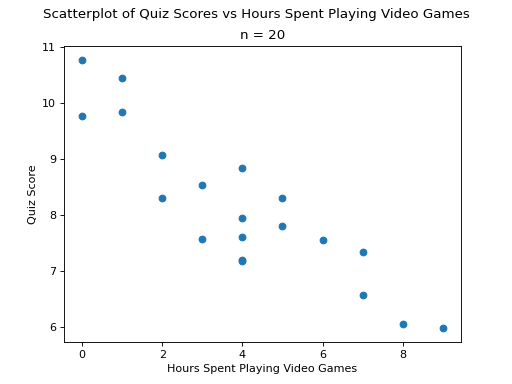 Scatterplot of Quiz Scores vs Hours Spent Playing Video Games
n = 20
11
10
9
8
7
6
Quiz Score
0 2 4 6 8
Hours Spent Playing Video Games